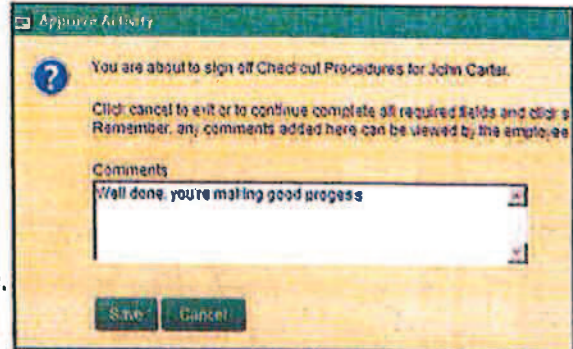 Approve Activity
You are about to sign off Checkout Procedures for John Carter.
Click cancel to exit or to continue complete all required fields and click s
Remember, any comments added here can be viewed by the employee
Comments
Well done, you're making good progess
Save Cancel